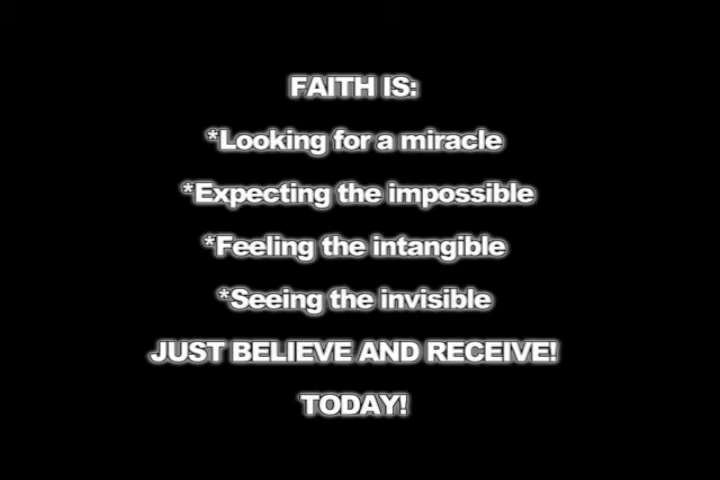 FAITH IS:
*Looking for a miracle
*Expecting the impossible
*Feeling the intangible
*Seeing the invisible
JUST BELIEVE AND RECEIVE!
TODAY!